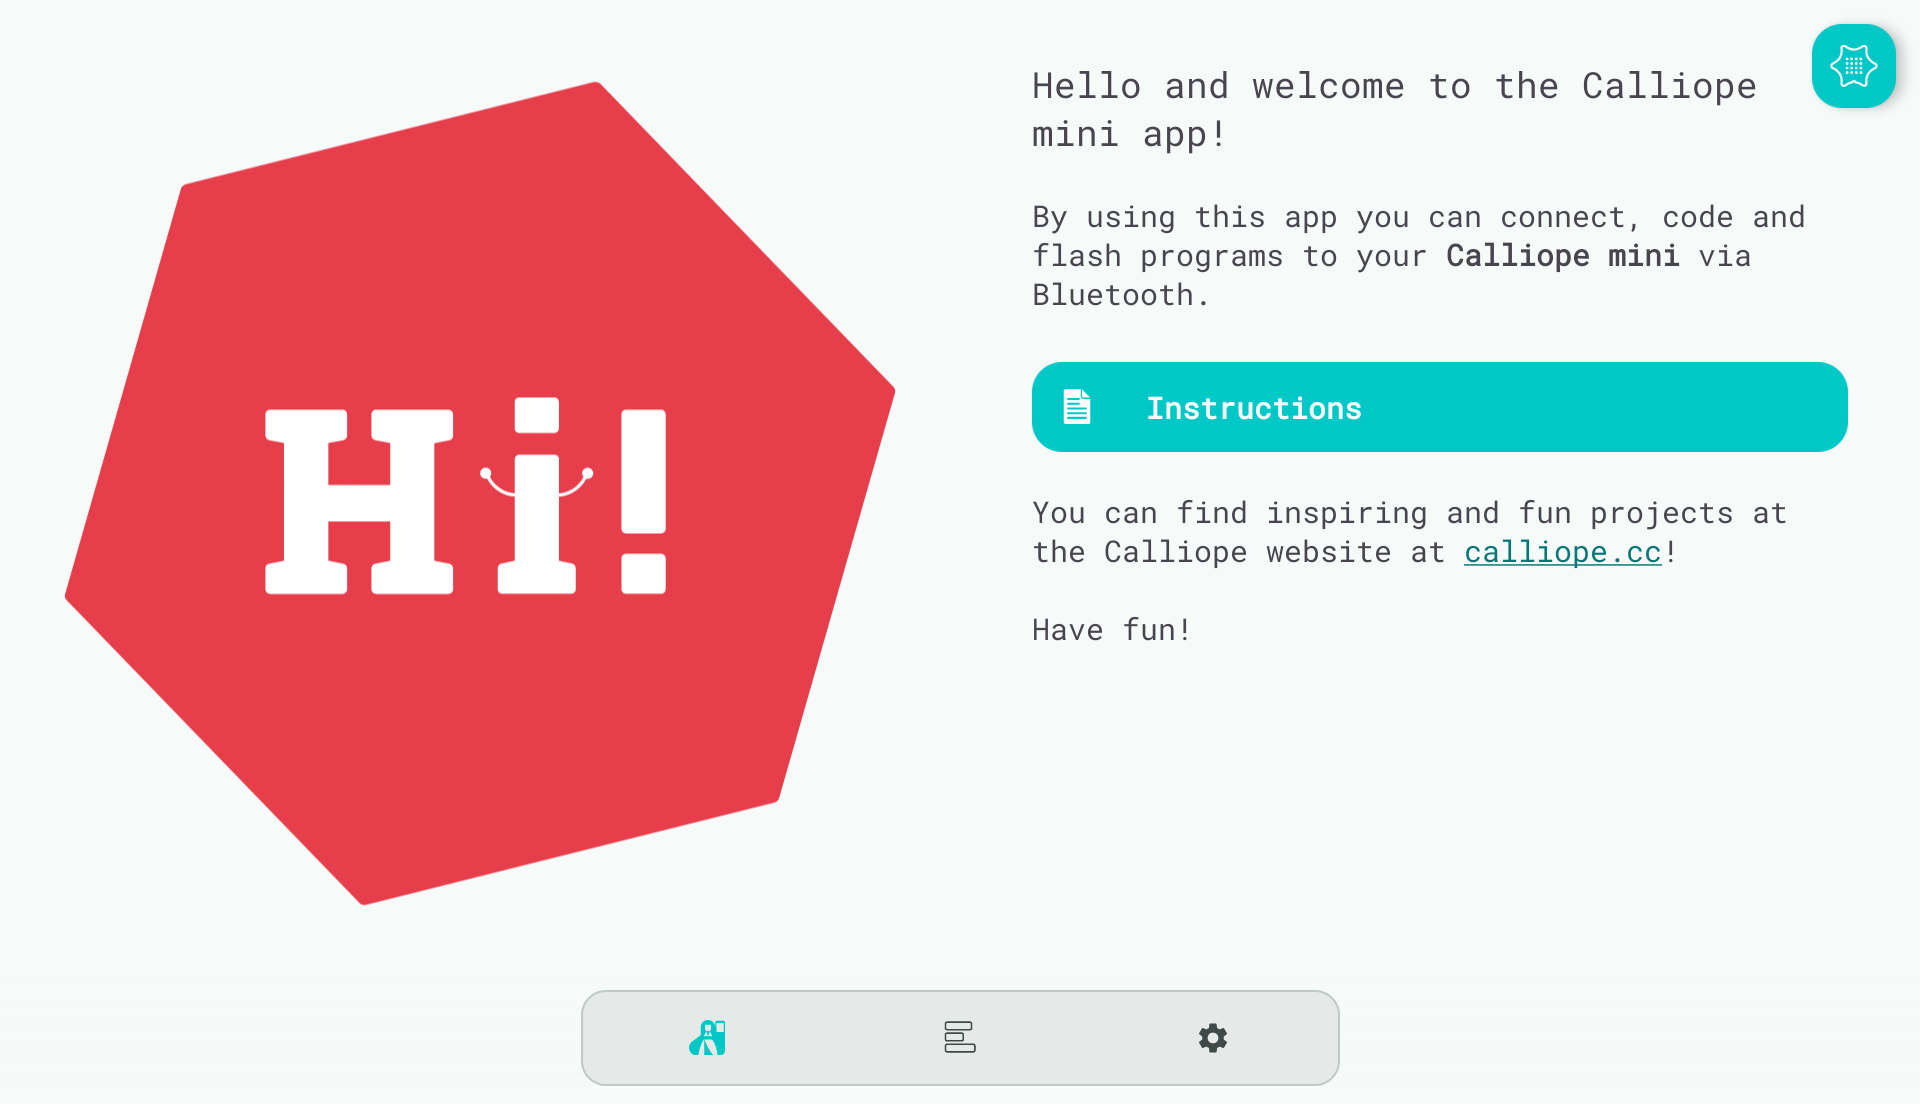 Hi!
Hello and welcome to the Calliope
mini app!
By using this app you can connect, code and
flash programs to your Calliope mini via
Bluetooth.
Instructions
You can find inspiring and fun projects at
the Calliope website at calliope.cc!
Have fun!